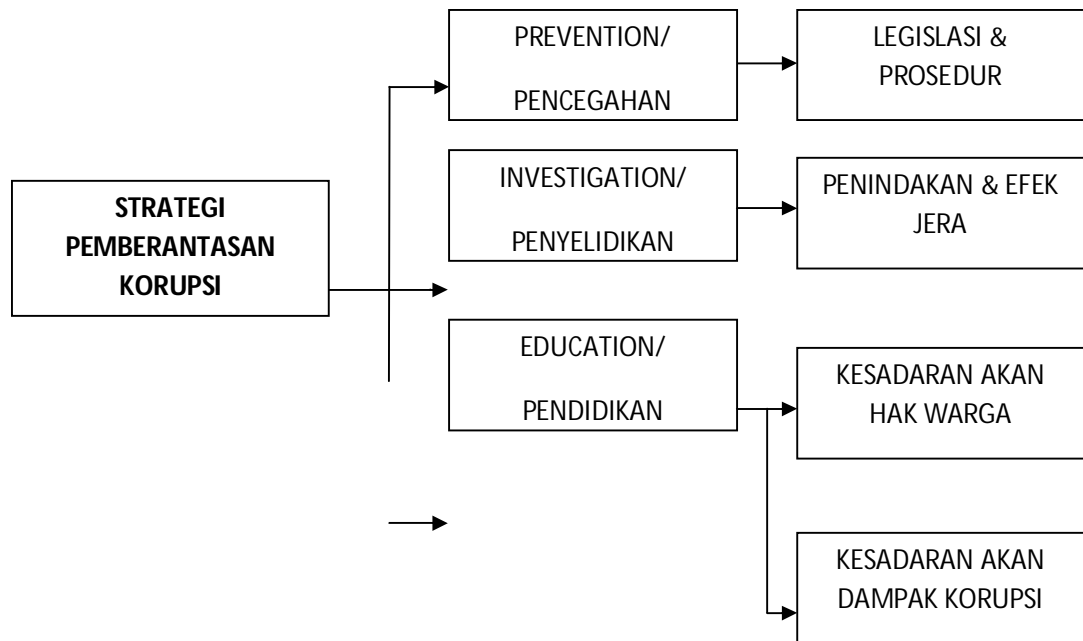 PREVENTION/
PENCEGAHAN
LEGISLASI &
PROSEDUR
INVESTIGATION/
PENYELIDIKAN
PENINDAKAN & EFEK
JERA
STRATEGI
PEMBERANTASAN
KORUPSI
EDUCATION/
PENDIDIKAN
KESADARAN AKAN
HAK WARGA
KESADARAN AKAN
DAMPAK KORUPSI